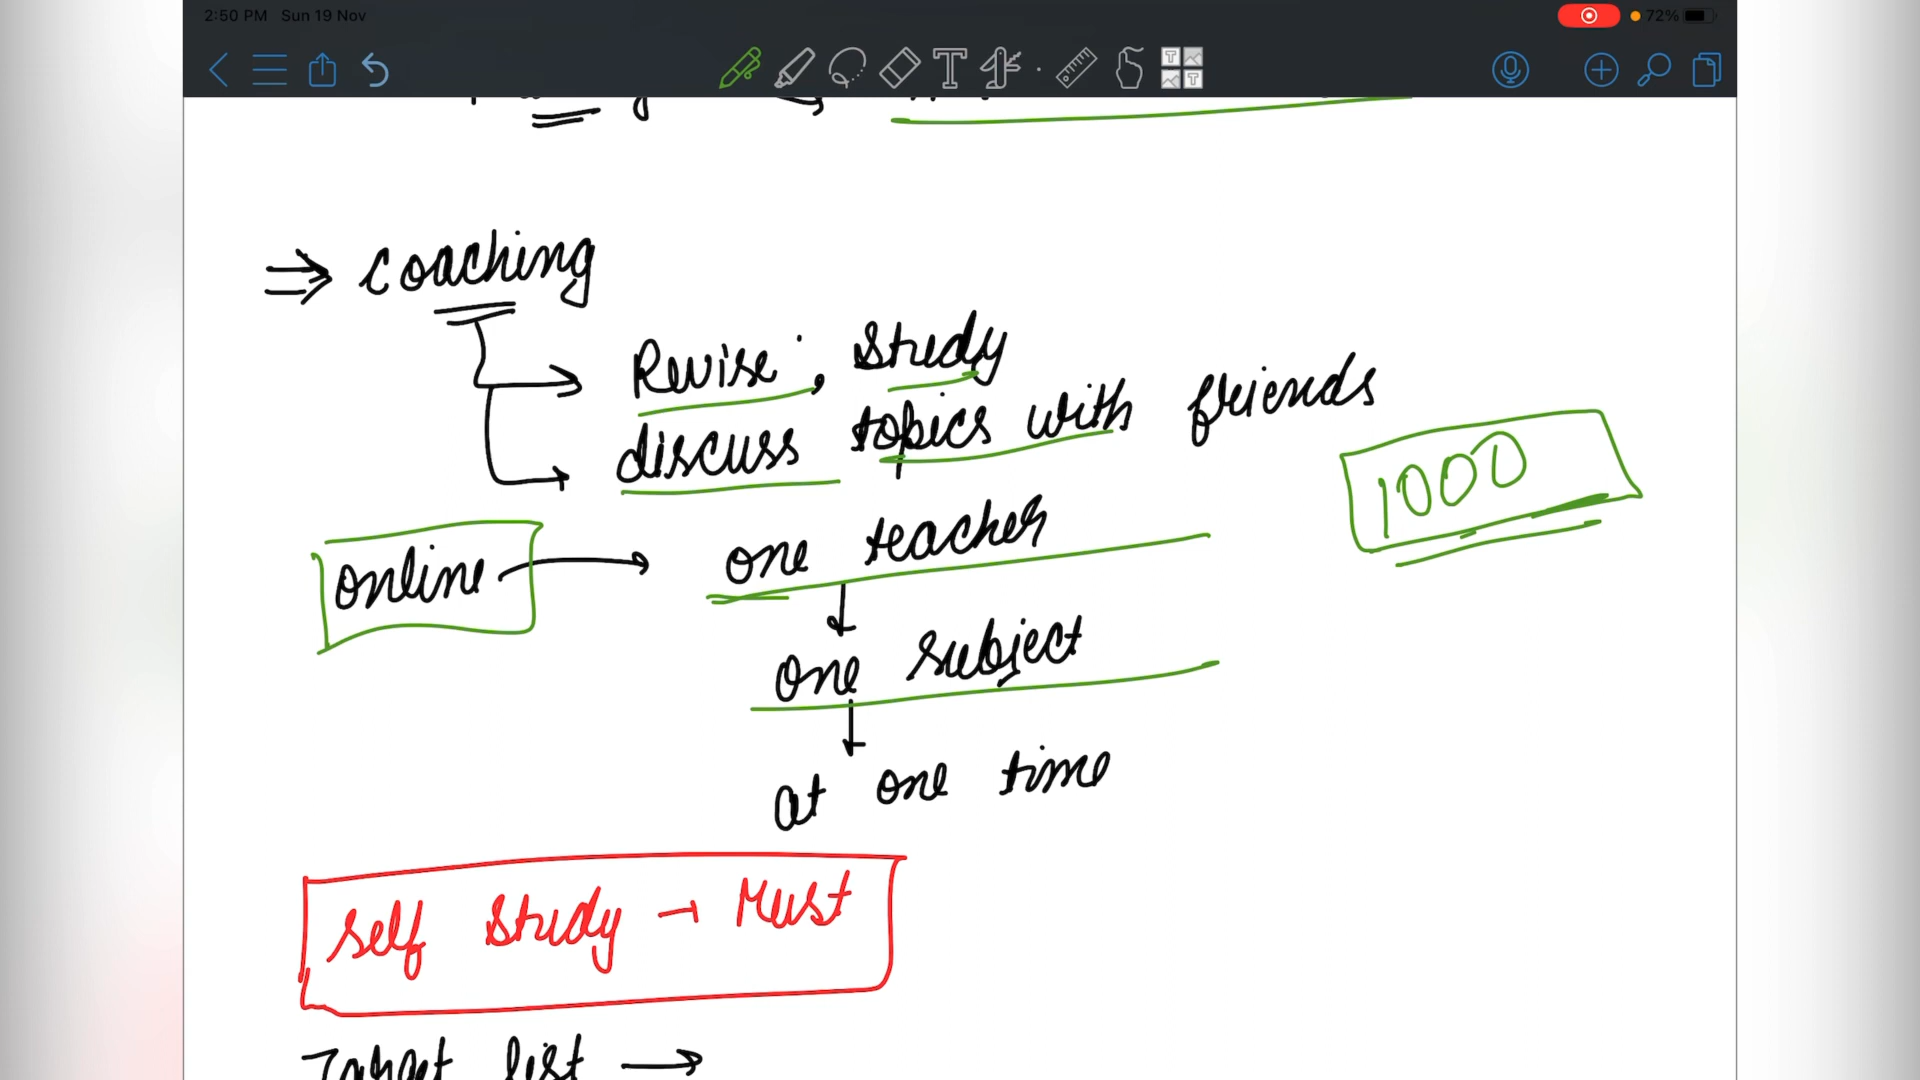 2:50 PM Sun 19 Nov
72%
⇒ coaching
→ Revise, study
→ discuss topics with friends
1000
online → one teacher
↓
one subject
↓
at one time
self study → Must
Target list →